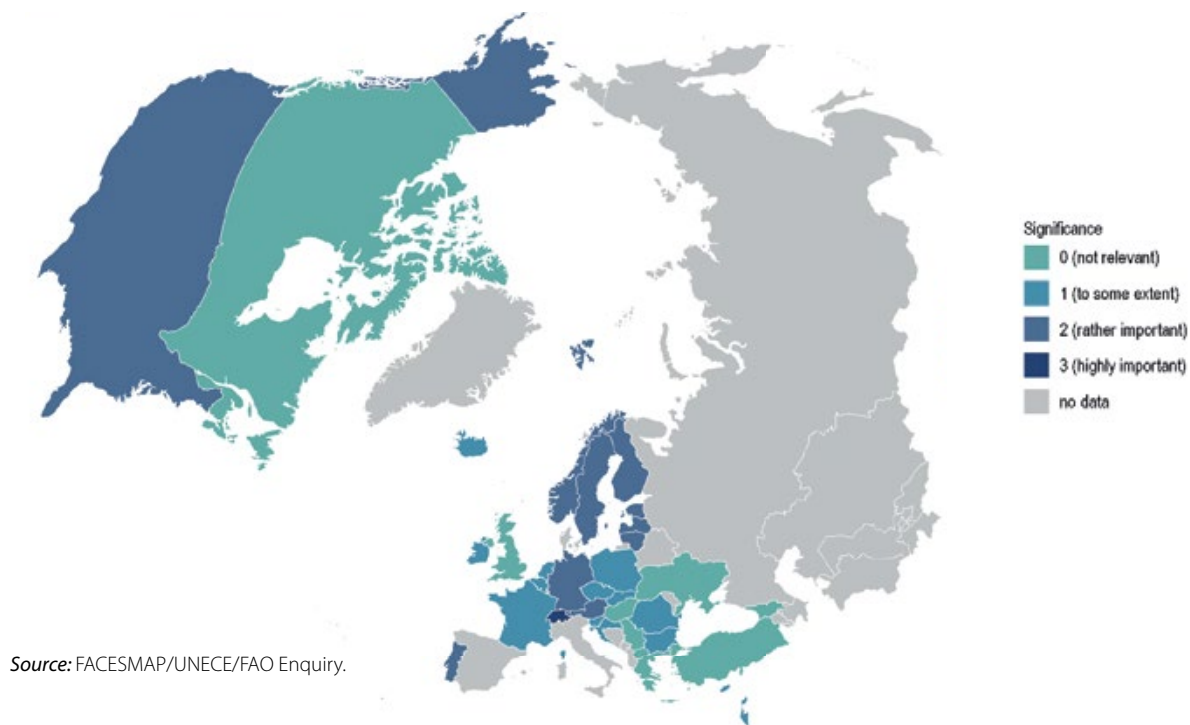 Significance
0 (not relevant)
1 (to some extent)
2 (rather important)
3 (highly important)
no data
Source: FACESMAP/UNECE/FAO Enquiry.